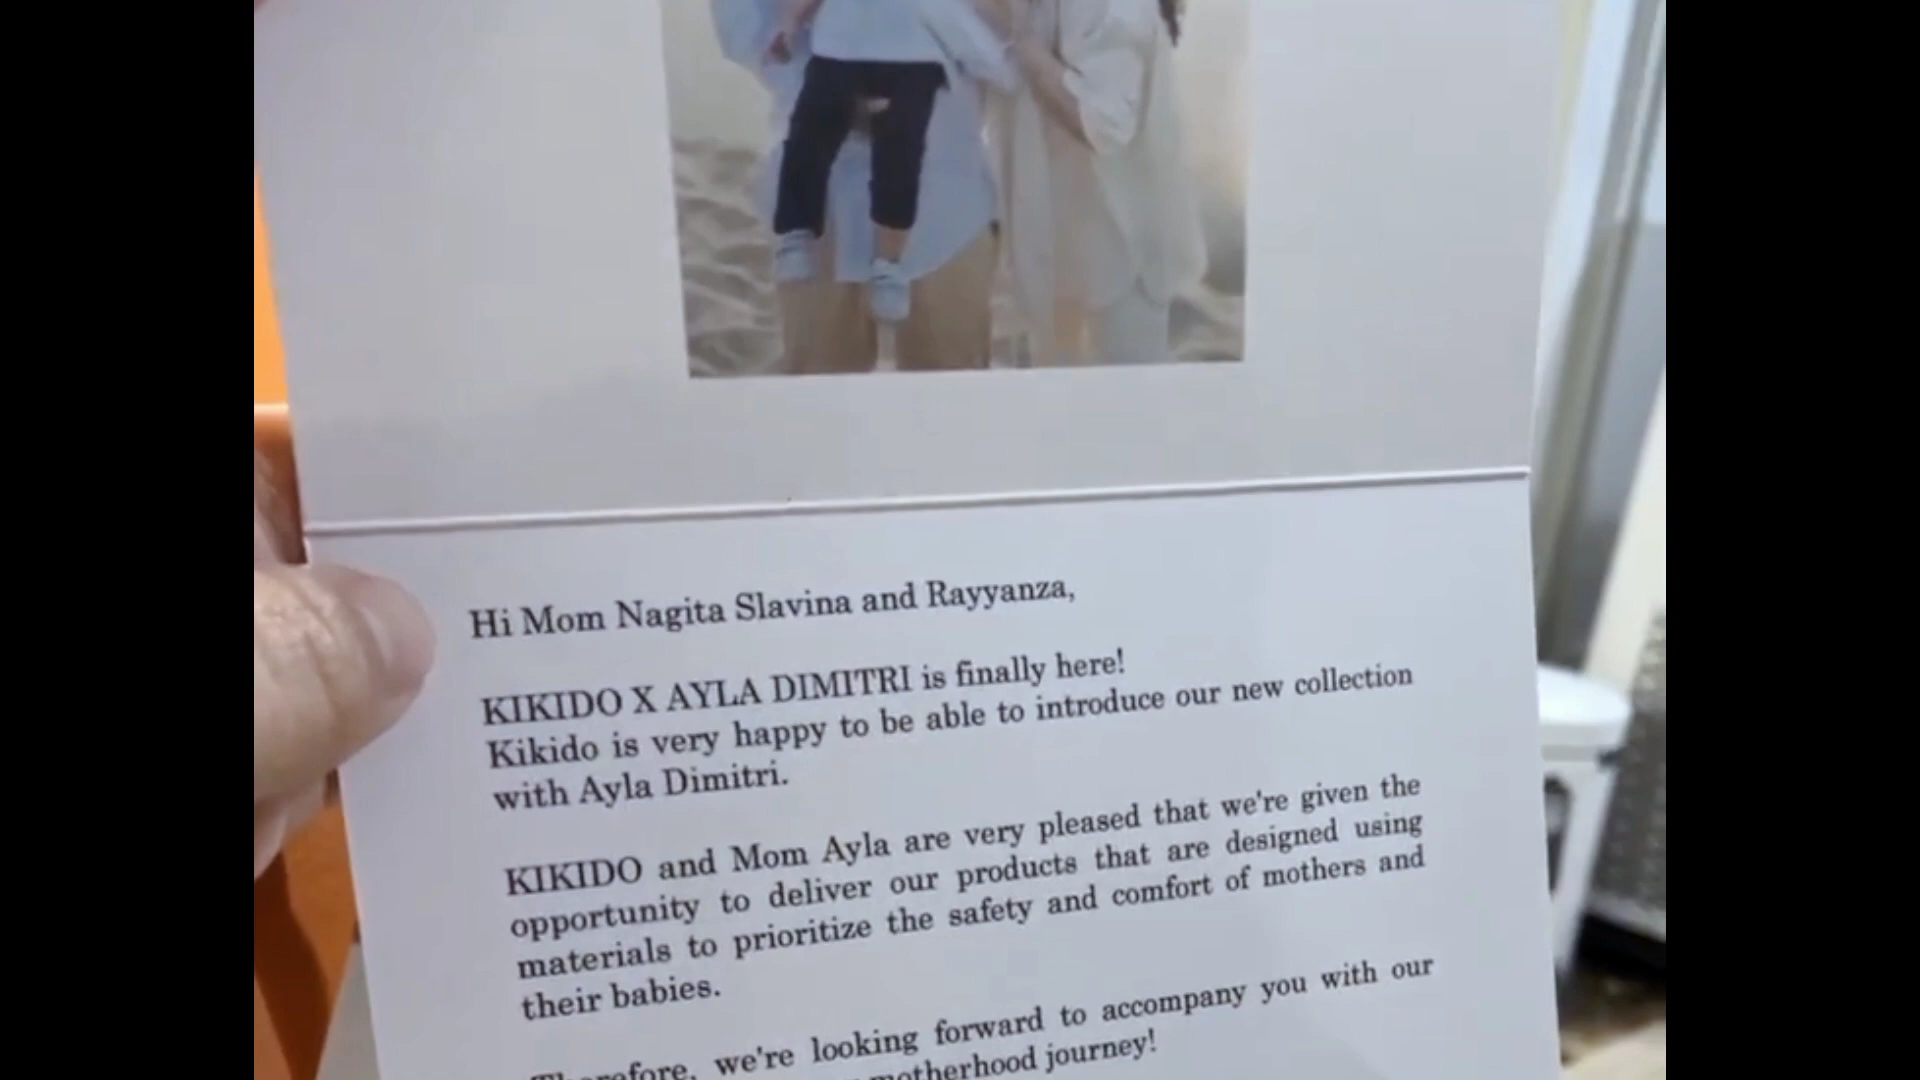 Hi Mom Nagita Slavina and Rayyanza,
KIKIDO X AYLA DIMITRI is finally here!
Kikido is very happy to be able to introduce our new collection
with Ayla Dimitri.
KIKIDO and Mom Ayla are very pleased that we're given the
opportunity to deliver our products that are designed using
materials to prioritize the safety and comfort of mothers and
their babies.
Therefore, we're looking forward to accompany you with our
motherhood journey!